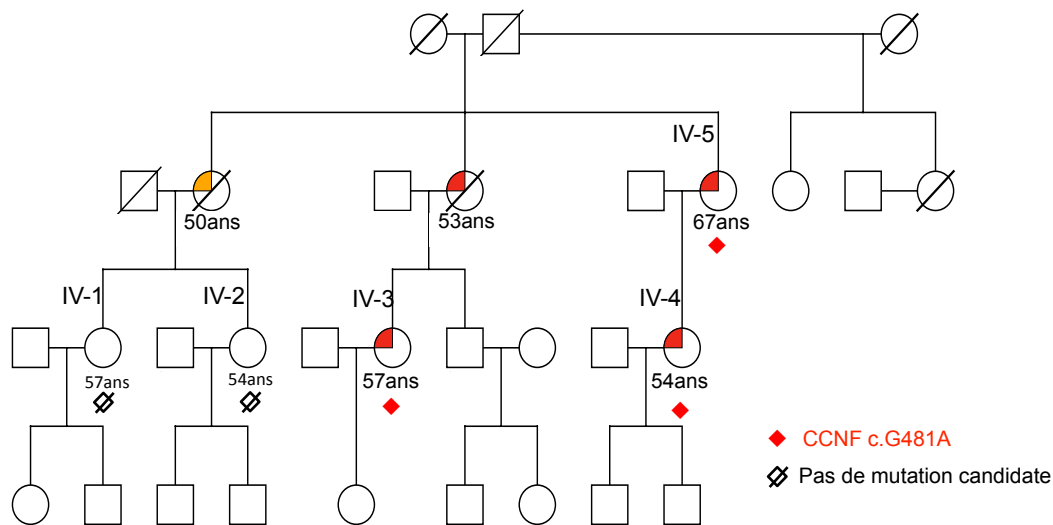 IV-5
50ans
53ans
67ans
IV-1
IV-2
IV-3
IV-4
57ans
54ans
57ans
54ans
CCNF c.G481A
Pas de mutation candidate